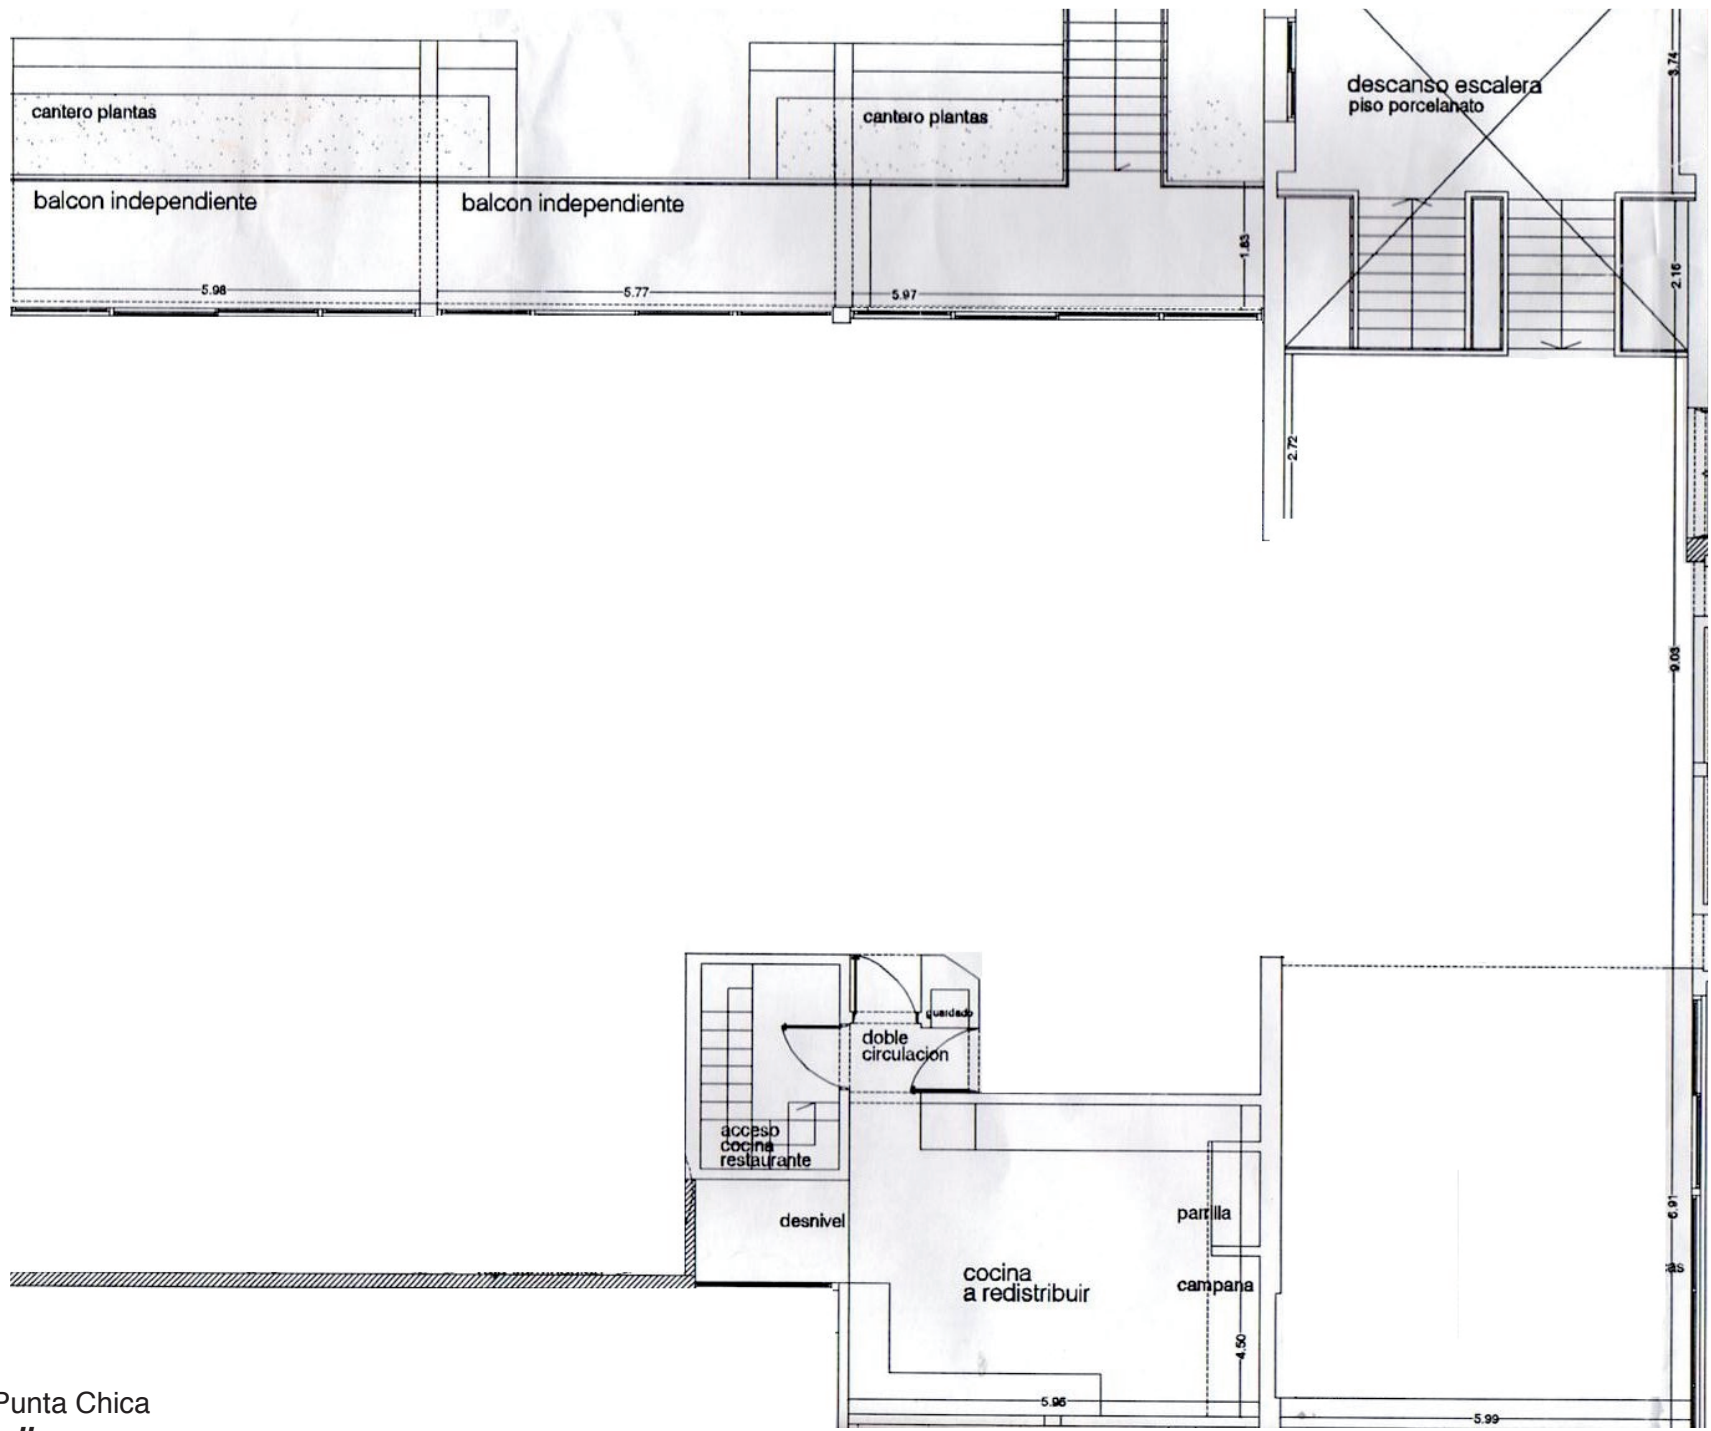 descanso escalera
piso porcelanato
3.74
cantero plantas
cantero plantas
balcon independiente
balcon independiente
1.83
2.16
5.98
5.77
5.97
2.72
9.03
guardado
doble
circulacion
acceso
cocina
restaurante
desnivel
parrilla
6.91
cocina
a redistribuir
campana
4.50
5.95
5.99
Punta Chica